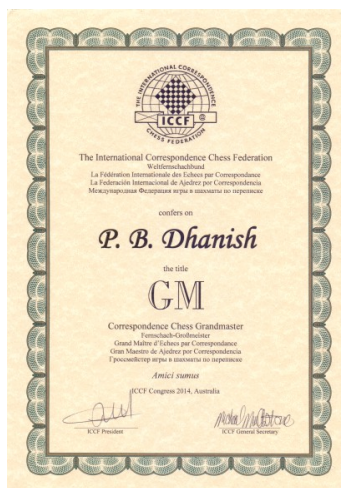 THE INTERNATIONAL CORRESPONDENCE
ICCF ®
CHESS FEDERATION
The International Correspondence Chess Federation
Weltfernschachbund
La Fédération Internationale des Echecs par Correspondance
La Federación Internacional de Ajedrez por Correspondencia
Международная Федерация игры в шахматы по переписке
confers on
P. B. Dhanish
the title
GM
Correspondence Chess Grandmaster
Fernschach-Großmeister
Grand Maître d'Echecs par Correspondance
Gran Maestro de Ajedrez por Correspondencia
Гроссмейстер игры в шахматы по переписке
Amici sumus
ICCF Congress 2014, Australia
ICCF President
ICCF General Secretary